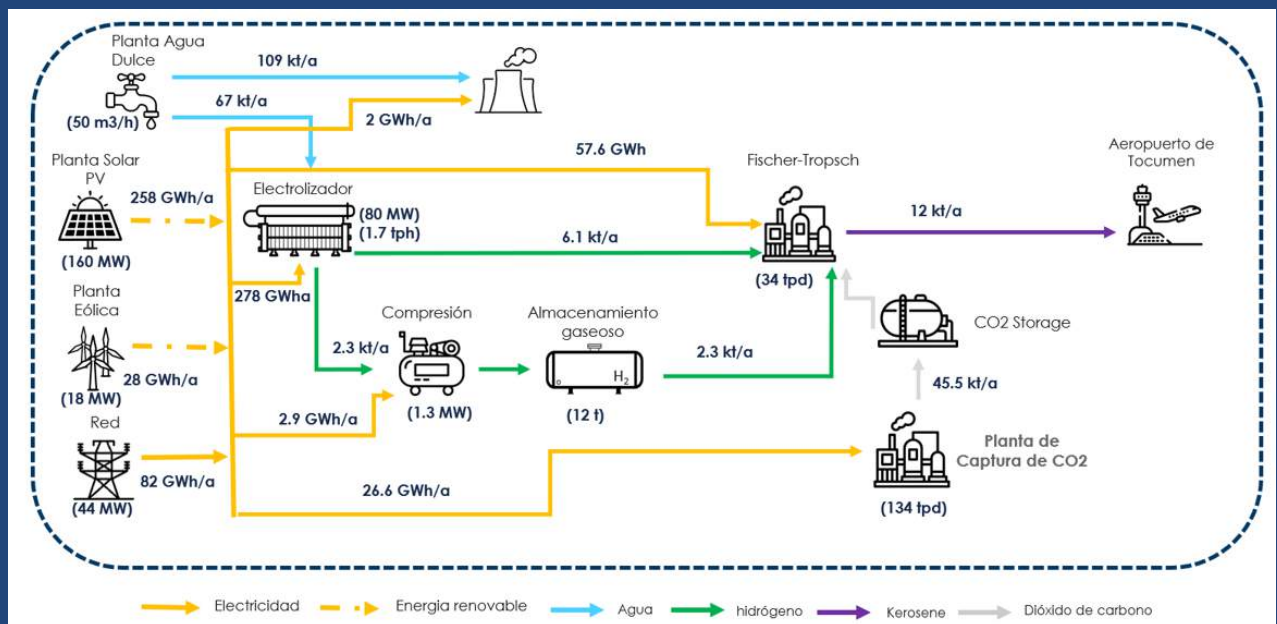 Planta Agua
Dulce
(50 m3/h)
109 kt/a
67 kt/a
2 GWh/a
57.6 GWh
Planta Solar
PV
258 GWh/a
(160 MW)
Electrolizador
(80 MW)
(1.7 tph)
278 GWha
6.1 kt/a
Fischer-Tropsch
(34 tpd)
12 kt/a
Aeropuerto de
Tocumen
Planta
Eólica
28 GWh/a
(18 MW)
Compresión
2.3 kt/a
(1.3 MW)
2.9 GWh/a
Almacenamiento
gaseoso
H2
(12 t)
2.3 kt/a
CO2 Storage
45.5 kt/a
Red
82 GWh/a
(44 MW)
26.6 GWh/a
Planta de
Captura de CO2
(134 tpd)
Electricidad
Energia renovable
Agua
hidrógeno
Kerosene
Dióxido de carbono